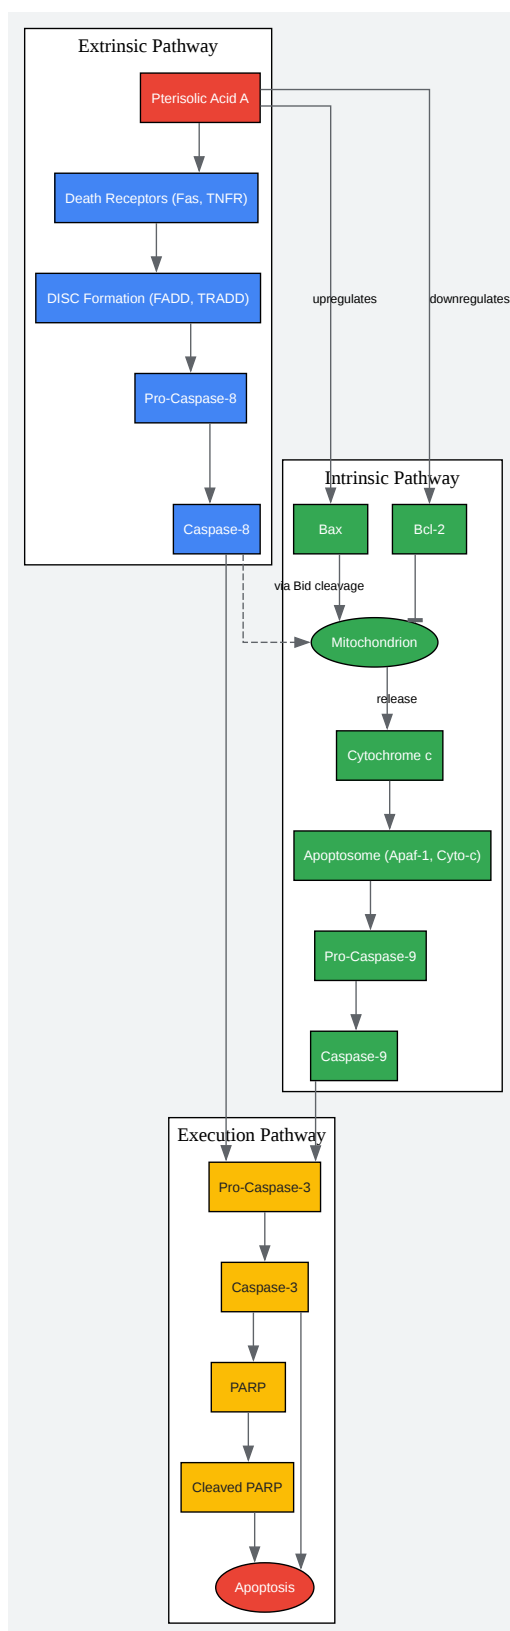 Extrinsic Pathway
Pterisolic Acid A
Death Receptors (Fas, TNFR)
DISC Formation (FADD, TRADD)
upregulates
downregulates
Pro-Caspase-8
Intrinsic Pathway
Caspase-8
Bax
Bcl-2
via Bid cleavage
Mitochondrion
release
Cytochrome c
Apoptosome (Apaf-1, Cyto-c)
Pro-Caspase-9
Caspase-9
Execution Pathway
Pro-Caspase-3
Caspase-3
PARP
Cleaved PARP
Apoptosis